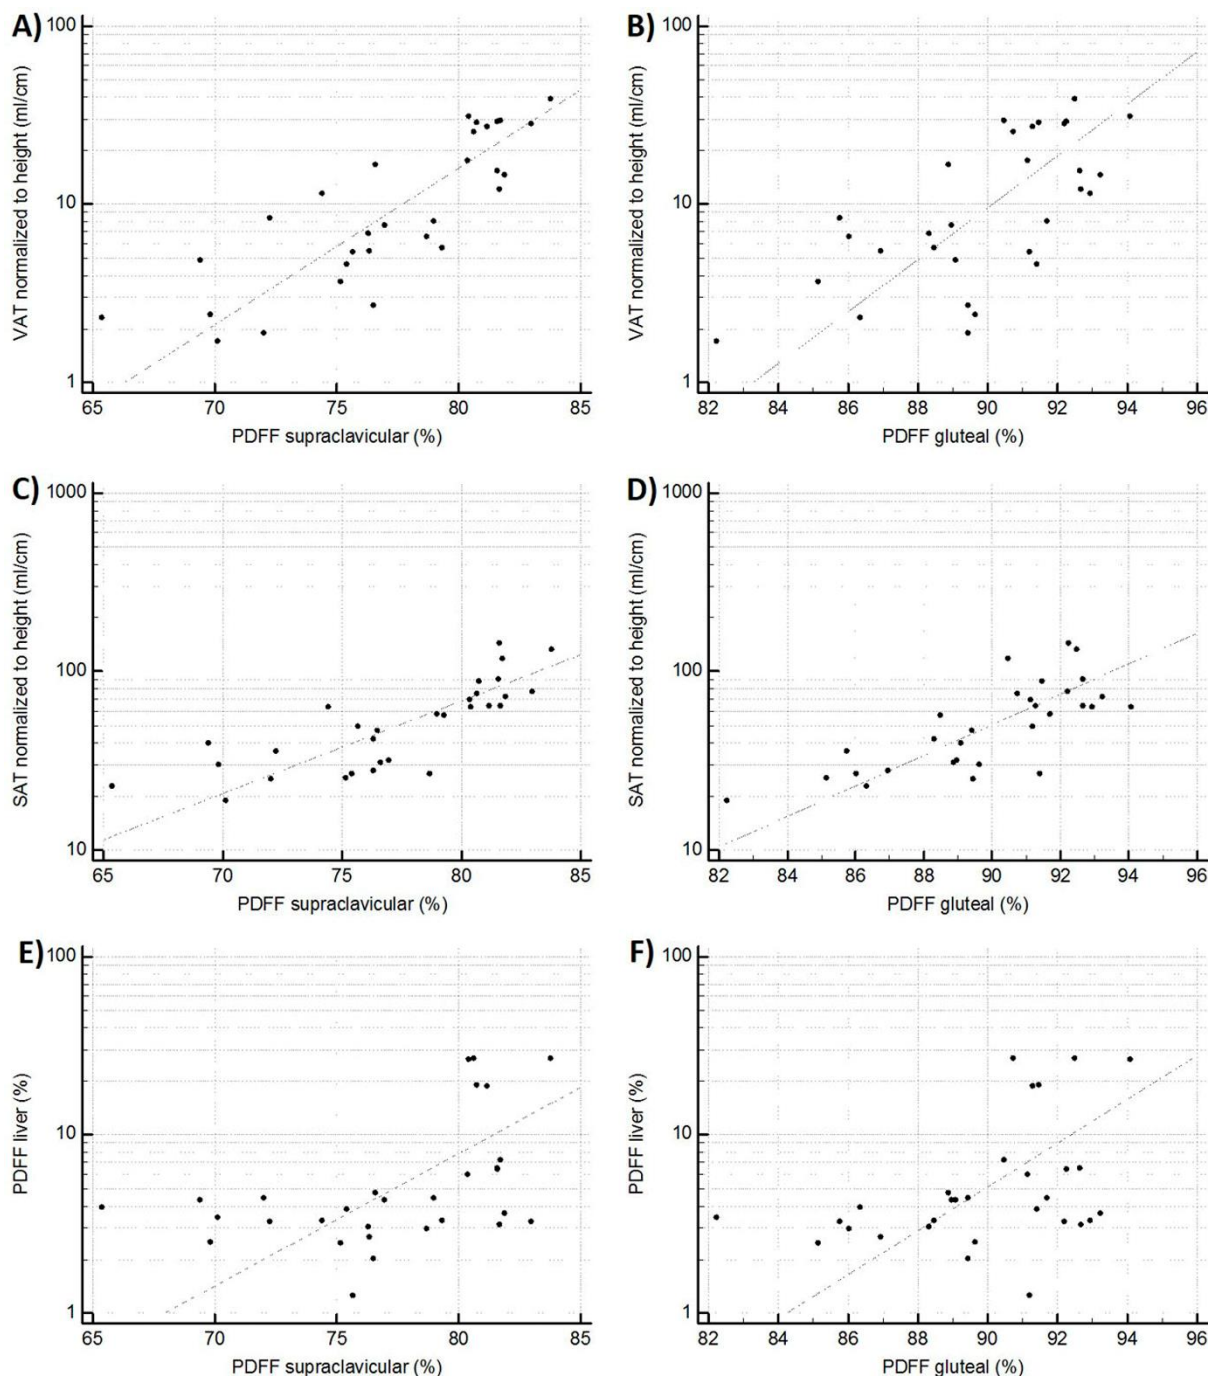 A)
VAT normalized to height (ml/cm)
100
10
1
65 70 75 80 85
PDFF supraclavicular (%)
B)
VAT normalized to height (ml/cm)
100
10
1
82 84 86 88 90 92 94 96
PDFF gluteal (%)
C)
SAT normalized to height (ml/cm)
1000
100
10
65 70 75 80 85
PDFF supraclavicular (%)
D)
SAT normalized to height (ml/cm)
1000
100
10
82 84 86 88 90 92 94 96
PDFF gluteal (%)
E)
PDFF liver (%)
100
10
1
65 70 75 80 85
PDFF supraclavicular (%)
F)
PDFF liver (%)
100
10
1
82 84 86 88 90 92 94 96
PDFF gluteal (%)